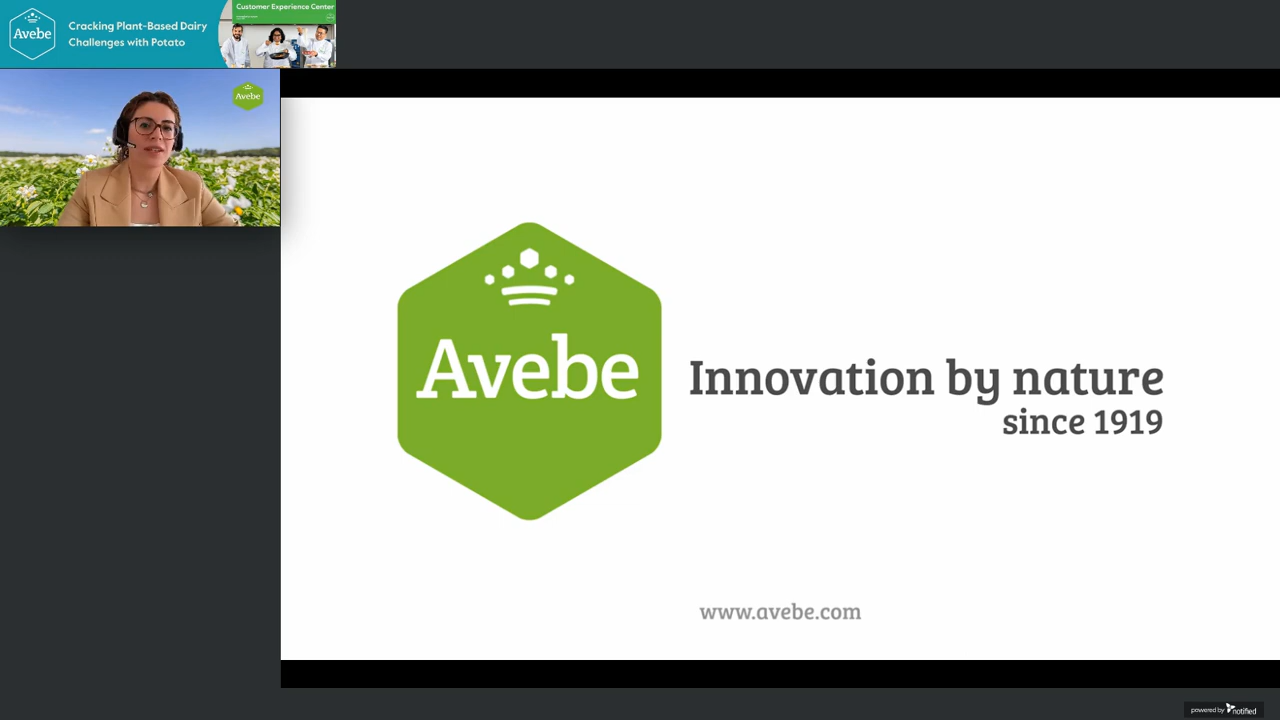 Avebe
Cracking Plant-Based Dairy
Challenges with Potato
Customer Experience Center
Avebe
Avebe
Innovation by nature
since 1919
www.avebe.com
powered by notified